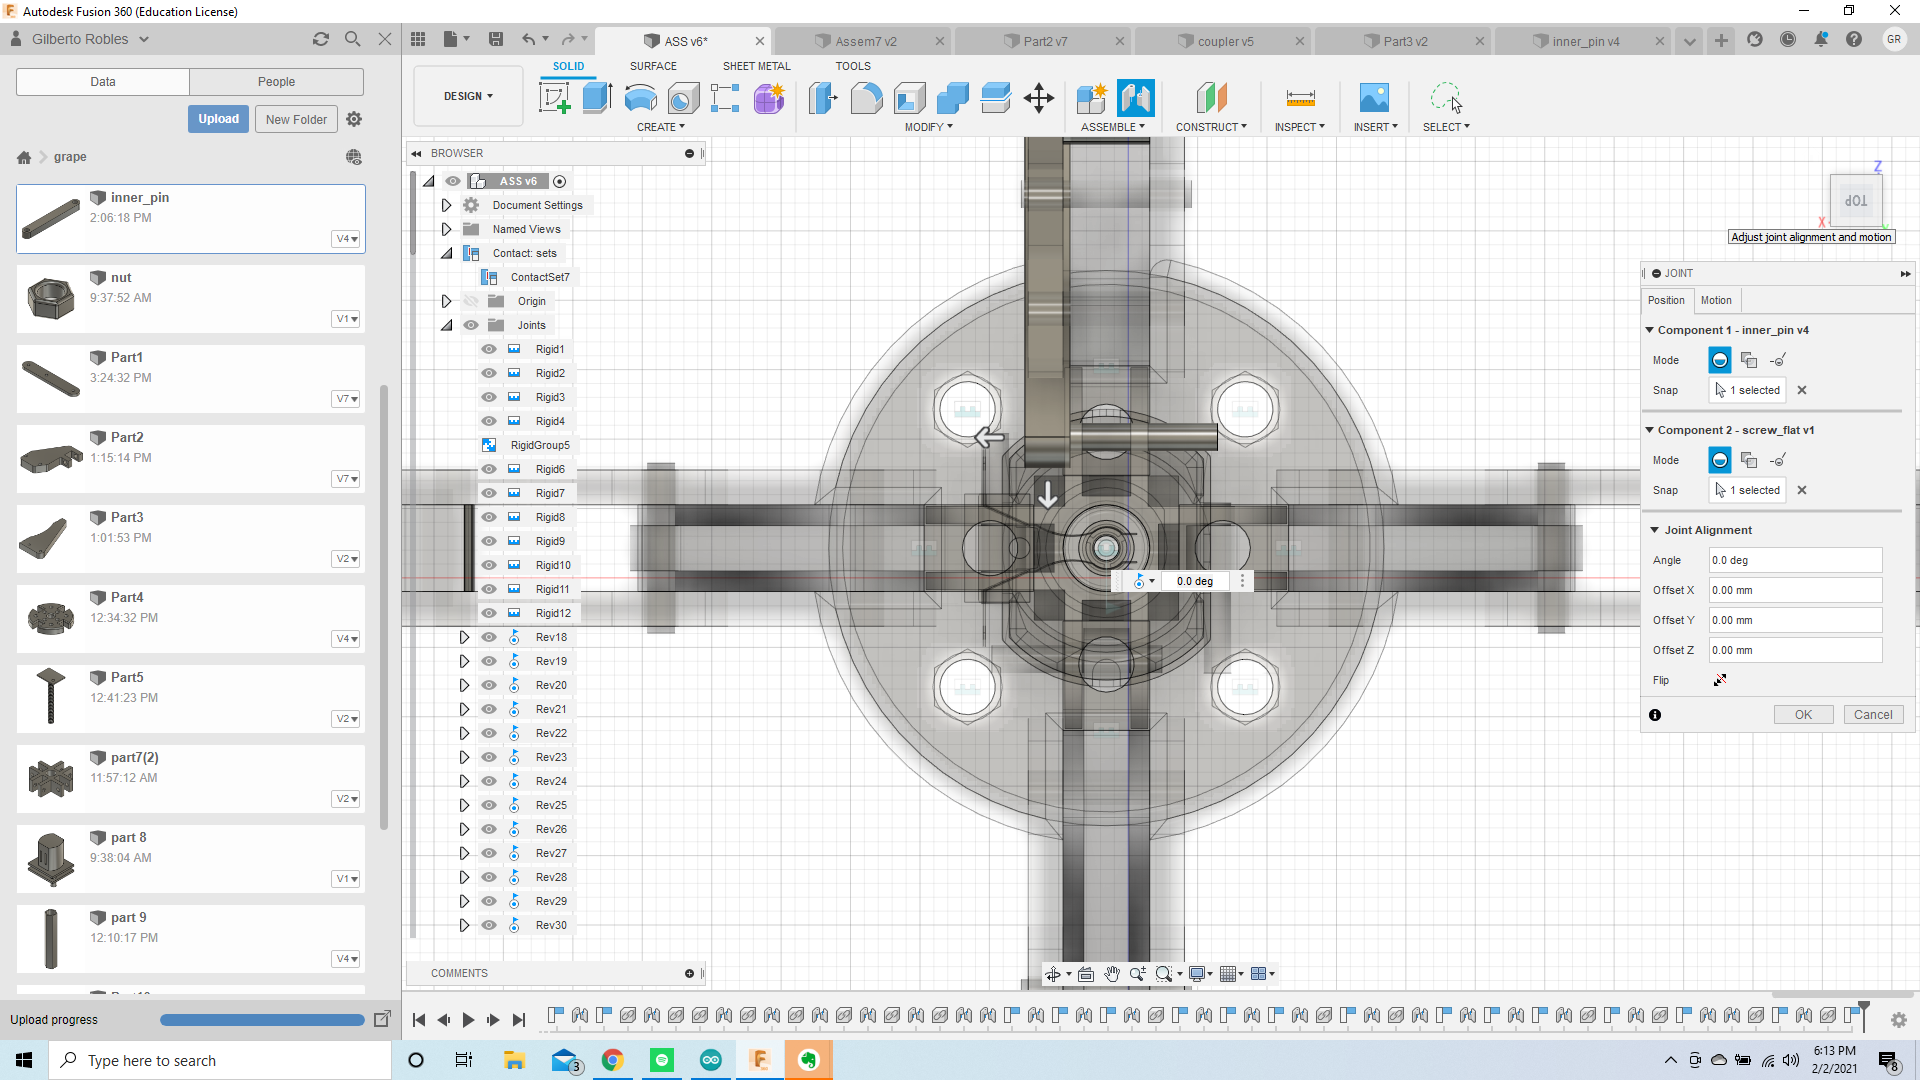 Autodesk Fusion 360 (Education License)
Gilberto Robles
ASS v6*
Assem7 v2
Part2 v7
coupler v5
Part3 v2
inner_pin v4
GR
Data
People
Upload
New Folder
grape
inner_pin
2:06:18 PM
V4
nut
9:37:52 AM
V1
Part1
3:24:32 PM
V7
Part2
1:15:14 PM
V7
Part3
1:01:53 PM
V2
Part4
12:34:32 PM
V4
Part5
12:41:23 PM
V2
part7(2)
11:57:12 AM
V2
part 8
9:38:04 AM
V1
part 9
12:10:17 PM
V4
Upload progress
SOLID
SURFACE
SHEET METAL
TOOLS
DESIGN
CREATE
MODIFY
ASSEMBLE
CONSTRUCT
INSPECT
INSERT
SELECT
BROWSER
ASS v6
Document Settings
Named Views
Contact: sets
ContactSet7
Origin
Joints
Rigid1
Rigid2
Rigid3
Rigid4
RigidGroup5
Rigid6
Rigid7
Rigid8
Rigid9
Rigid10
Rigid11
Rigid12
Rev18
Rev19
Rev20
Rev21
Rev22
Rev23
Rev24
Rev25
Rev26
Rev27
Rev28
Rev29
Rev30
COMMENTS
0.0 deg
Z
TOP
X
Adjust joint alignment and motion
JOINT
Position
Motion
Component 1 - inner_pin v4
Mode
Snap
1 selected
Component 2 - screw_flat v1
Mode
Snap
1 selected
Joint Alignment
Angle
0.0 deg
Offset X
0.00 mm
Offset Y
0.00 mm
Offset Z
0.00 mm
Flip
OK
Cancel
Type here to search
3
6:13 PM
2/2/2021
8